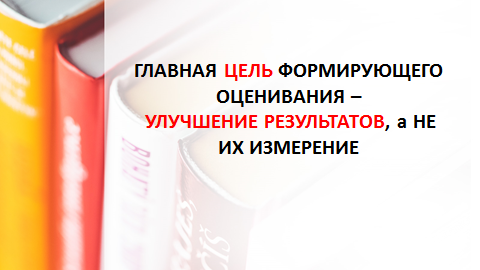 ГЛАВНАЯ ЦЕЛЬ ФОРМИРУЮЩЕГО
ОЦЕНИВАНИЯ –
УЛУЧШЕНИЕ РЕЗУЛЬТАТОВ, а НЕ
ИХ ИЗМЕРЕНИЕ